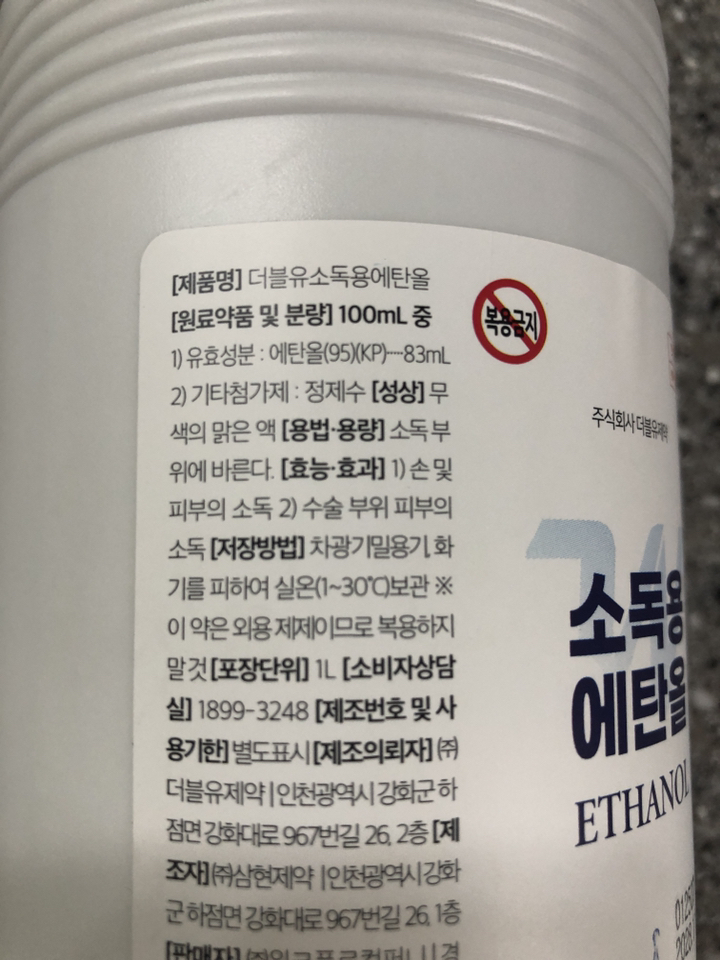 [제품명] 더블유소독용에탄올
[원료약품 및 분량] 100mL 중
1) 유효성분 : 에탄올(95)(KP)····83mL
2) 기타첨가제 : 정제수 [성상] 무
색의 맑은 액 [용법·용량] 소독 부
위에 바른다. [효능·효과] 1) 손 및
피부의 소독 2) 수술 부위 피부의
소독 [저장방법] 차광기밀용기, 화
기를 피하여 실온(1~30℃)보관 ※
이 약은 외용 제제이므로 복용하지
말 것 [포장단위] 1L [소비자상담
실] 1899-3248 [제조번호 및 사
용기한] 별도표시 [제조의뢰자] ㈜
더블유제약 | 인천광역시 강화군 하
점면 강화대로 967번길 26, 2층 [제
조자] ㈜삼현제약 | 인천광역시 강화
군 하점면 강화대로 967번길 26, 1층
[판매자]
복용금지
주식회사 더블유제약
소독용
에탄올
ETHANOL